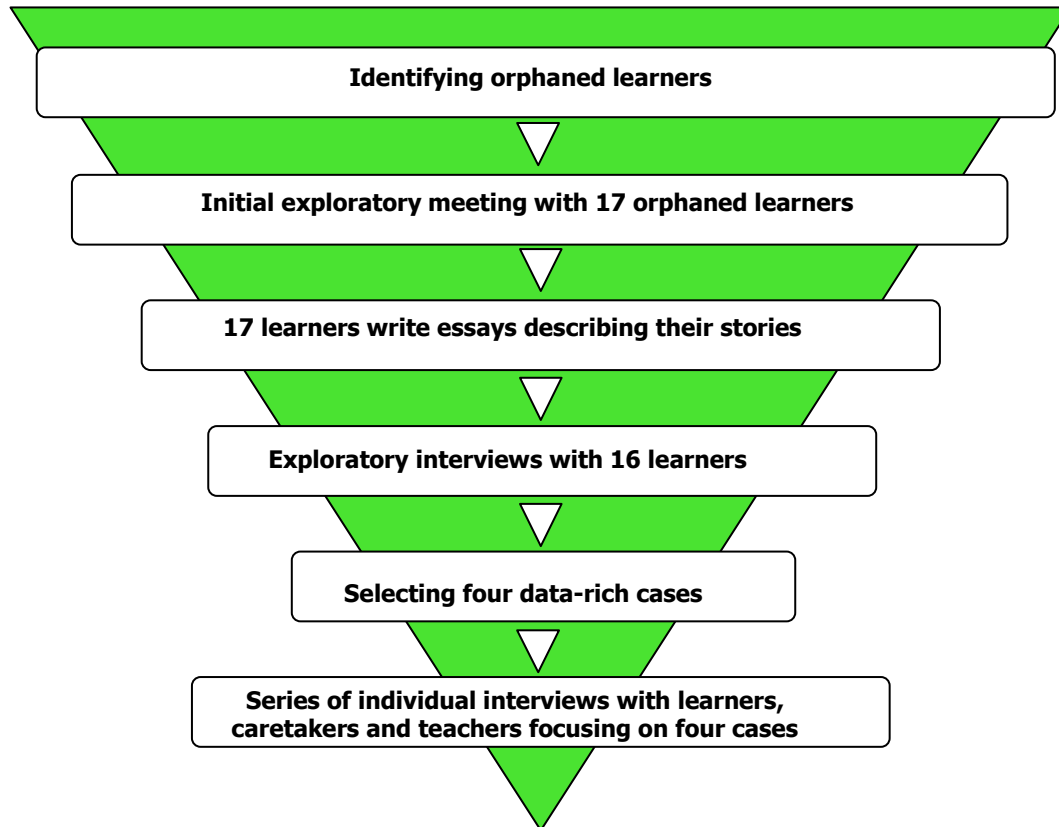 Identifying orphaned learners
Initial exploratory meeting with 17 orphaned learners
17 learners write essays describing their stories
Exploratory interviews with 16 learners
Selecting four data-rich cases
Series of individual interviews with learners,
caretakers and teachers focusing on four cases